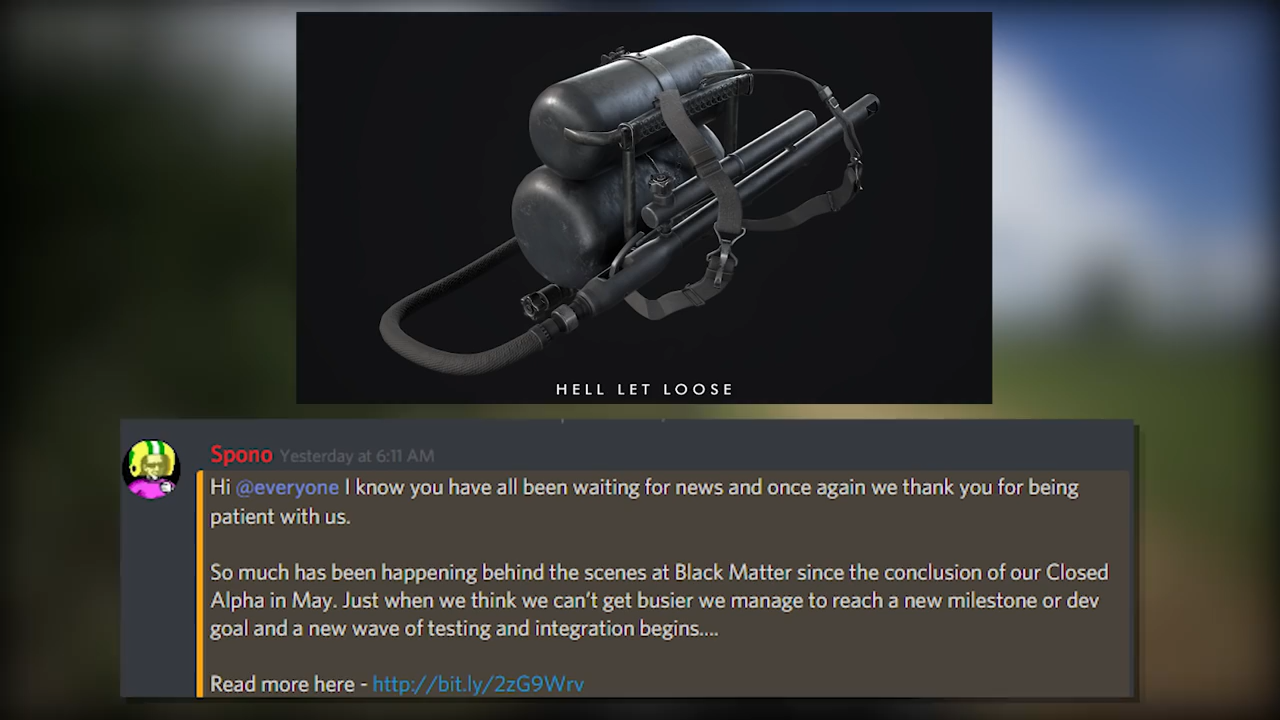 HELL LET LOOSE
Spono Yesterday at 6:11 AM
Hi @everyone I know you have all been waiting for news and once again we thank you for being
patient with us.
So much has been happening behind the scenes at Black Matter since the conclusion of our Closed
Alpha in May. Just when we think we can't get busier we manage to reach a new milestone or dev
goal and a new wave of testing and integration begins....
Read more here - http://bit.ly/2zG9Wrv